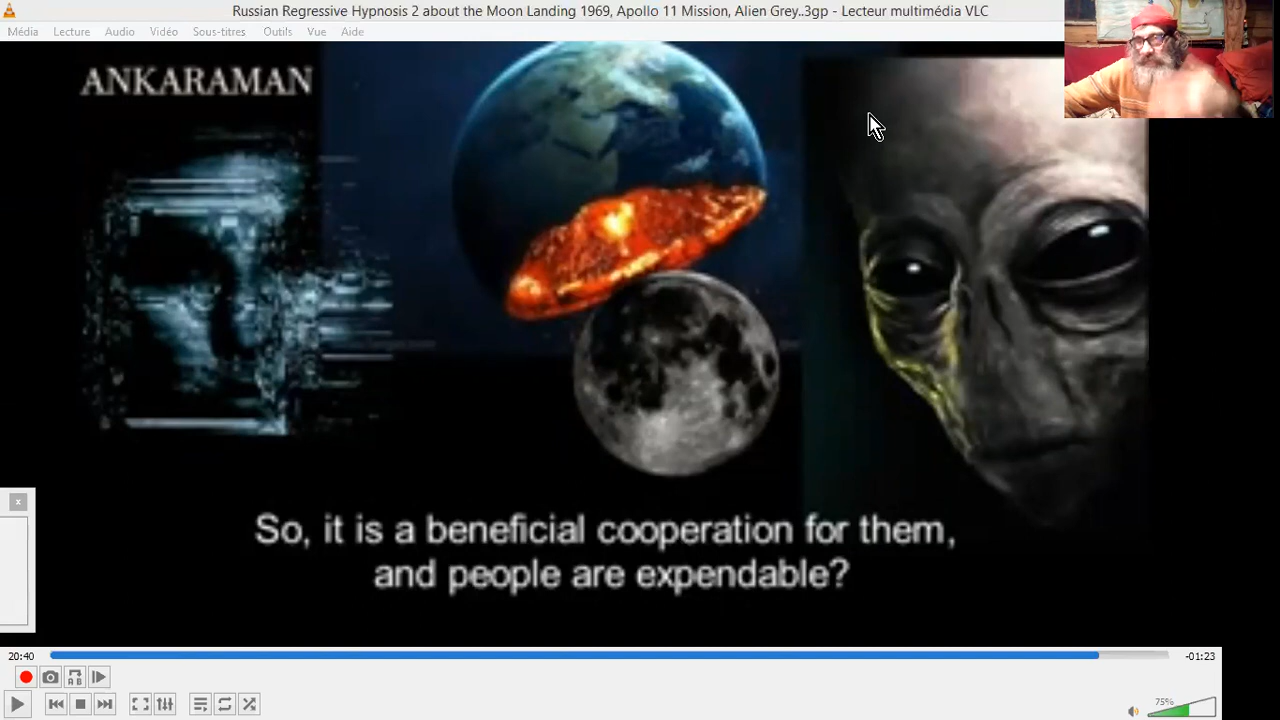 Russian Regressive Hypnosis 2 about the Moon Landing 1969, Apollo 11 Mission, Alien Grey..3gp - Lecteur multimédia VLC
Média Lecture Audio Vidéo Sous-titres Outils Vue Aide
ANKARAMAN
So, it is a beneficial cooperation for them,
and people are expendable?
20:40 -01:23
75%